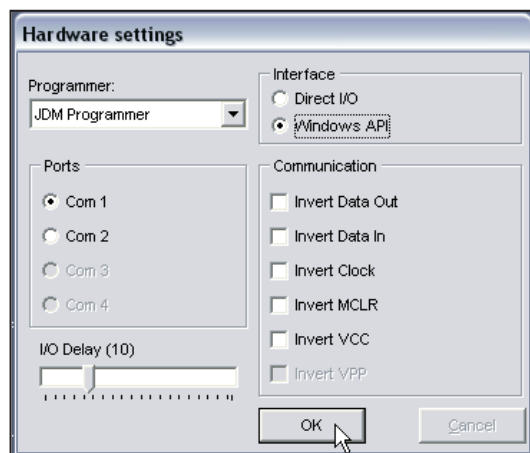 Hardware settings
Programmer:
JDM Programmer
Interface
Direct I/O
Windows API
Ports
Com 1
Com 2
Com 3
Com 4
Communication
Invert Data Out
Invert Data In
Invert Clock
Invert MCLR
Invert VCC
Invert VPP
I/O Delay (10)
OK
Cancel